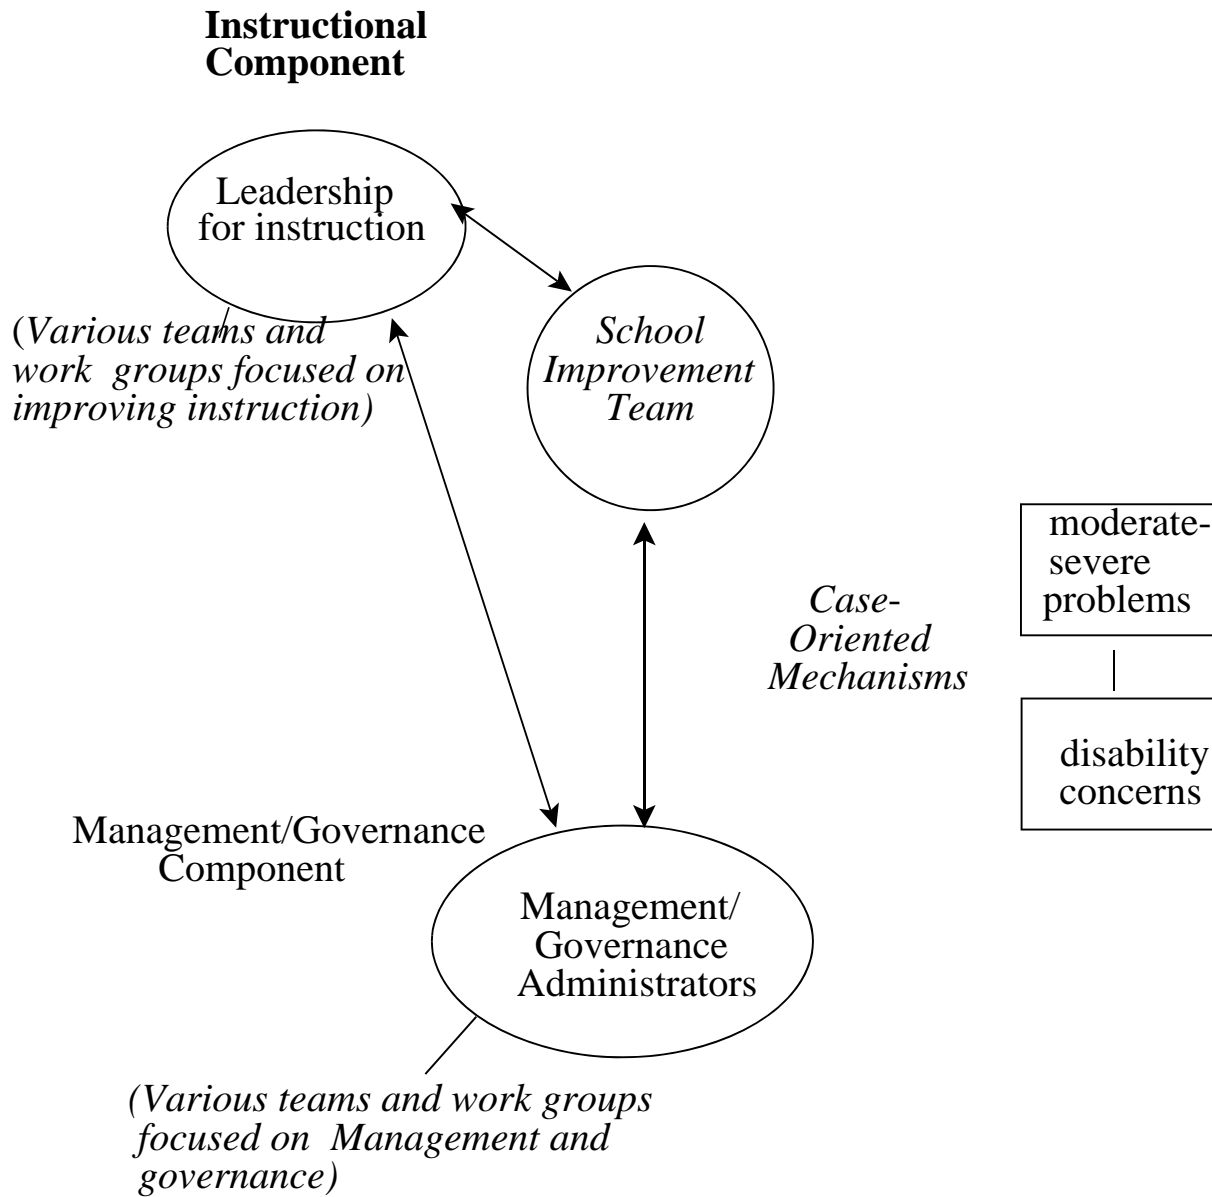 Instructional
Component
Leadership
for instruction
(Various teams and
work groups focused on
improving instruction)
School
Improvement
Team
moderate-
severe
problems
Case-
Oriented
Mechanisms
disability
concerns
Management/Governance
Component
Management/
Governance
Administrators
(Various teams and work groups
focused on Management and
governance)